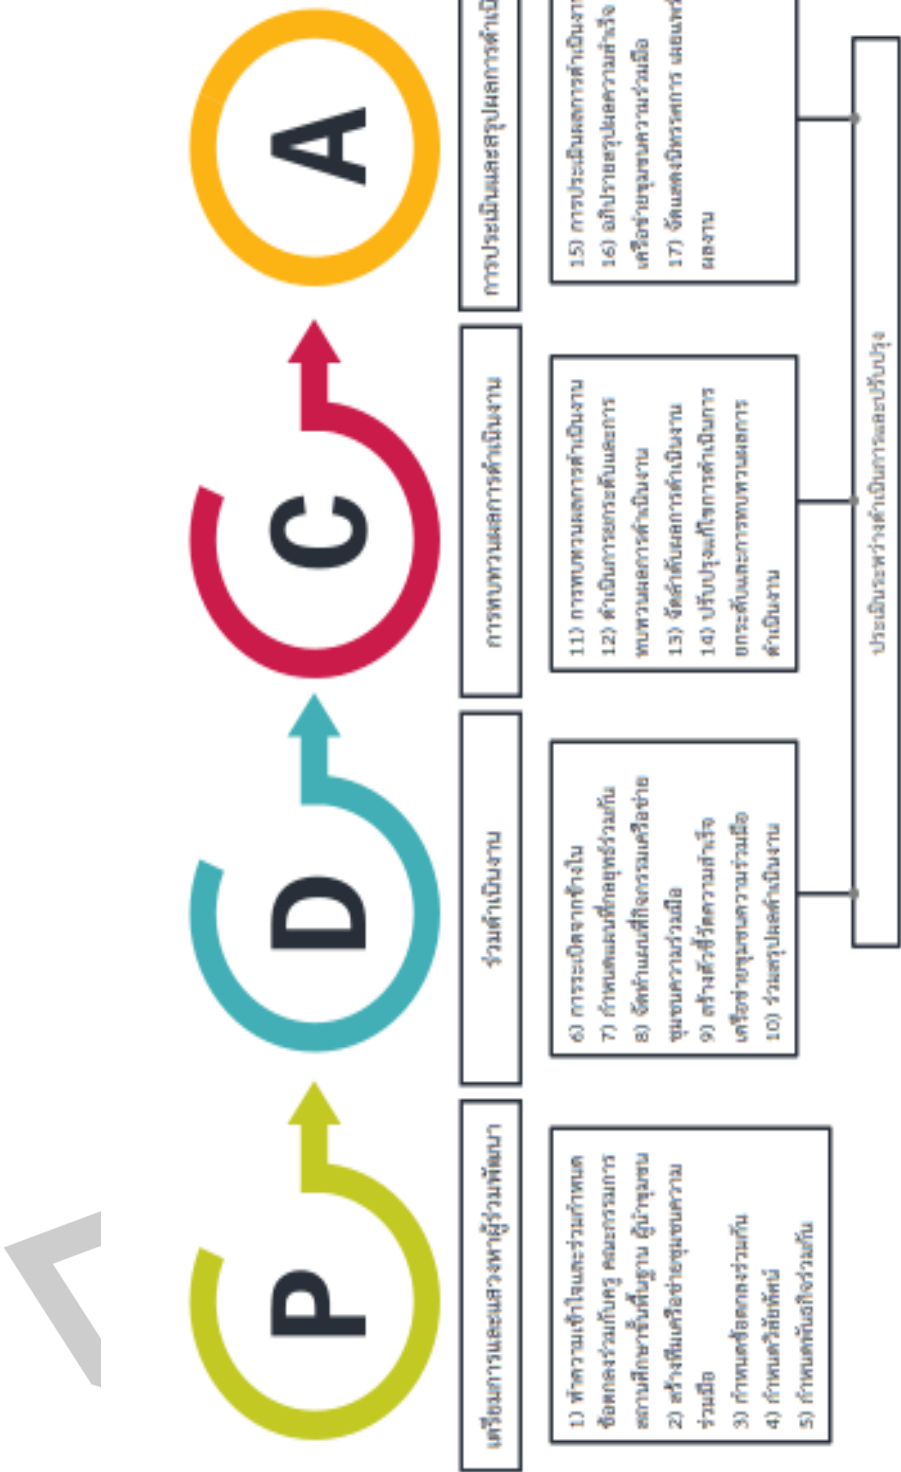 P
D
C
A
เตรียมการและแสวงหาผู้ร่วมพัฒนา
ร่วมดำเนินงาน
การทบทวนผลการดำเนินงาน
การประเมินและสรุปผลการดำเนิ
1) ทำความเข้าใจและร่วมกำหนด
ข้อตกลงร่วมกับครู คณะกรรมการ
สถานศึกษาขั้นพื้นฐาน ผู้นำชุมชน
2) สร้างทีมเครือข่ายชุมชนความ
ร่วมมือ
3) กำหนดข้อตกลงร่วมกัน
4) กำหนดวิสัยทัศน์
5) กำหนดพันธกิจร่วมกัน
6) การระเบิดจากข้างใน
7) กำหนดแผนที่กลยุทธ์ร่วมกัน
8) จัดทำแผนที่กิจกรรมเครือข่าย
ชุมชนความร่วมมือ
9) สร้างตัวชี้วัดความสำเร็จ
เครือข่ายชุมชนความร่วมมือ
10) ร่วมสรุปผลดำเนินงาน
11) การทบทวนผลการดำเนินงาน
12) ดำเนินการยกระดับและการ
ทบทวนผลการดำเนินงาน
13) จัดลำดับผลการดำเนินงาน
14) ปรับปรุงแก้ไขการดำเนินการ
ยกระดับและการทบทวนผลการ
ดำเนินงาน
15) การประเมินผลการดำเนินงาน
16) อภิปรายสรุปผลความสำเร็จ
เครือข่ายชุมชนความร่วมมือ
17) จัดแสดงนิทรรศการ เผยแพร่
ผลงาน
ประเมินระหว่างดำเนินการและปรับปรุง